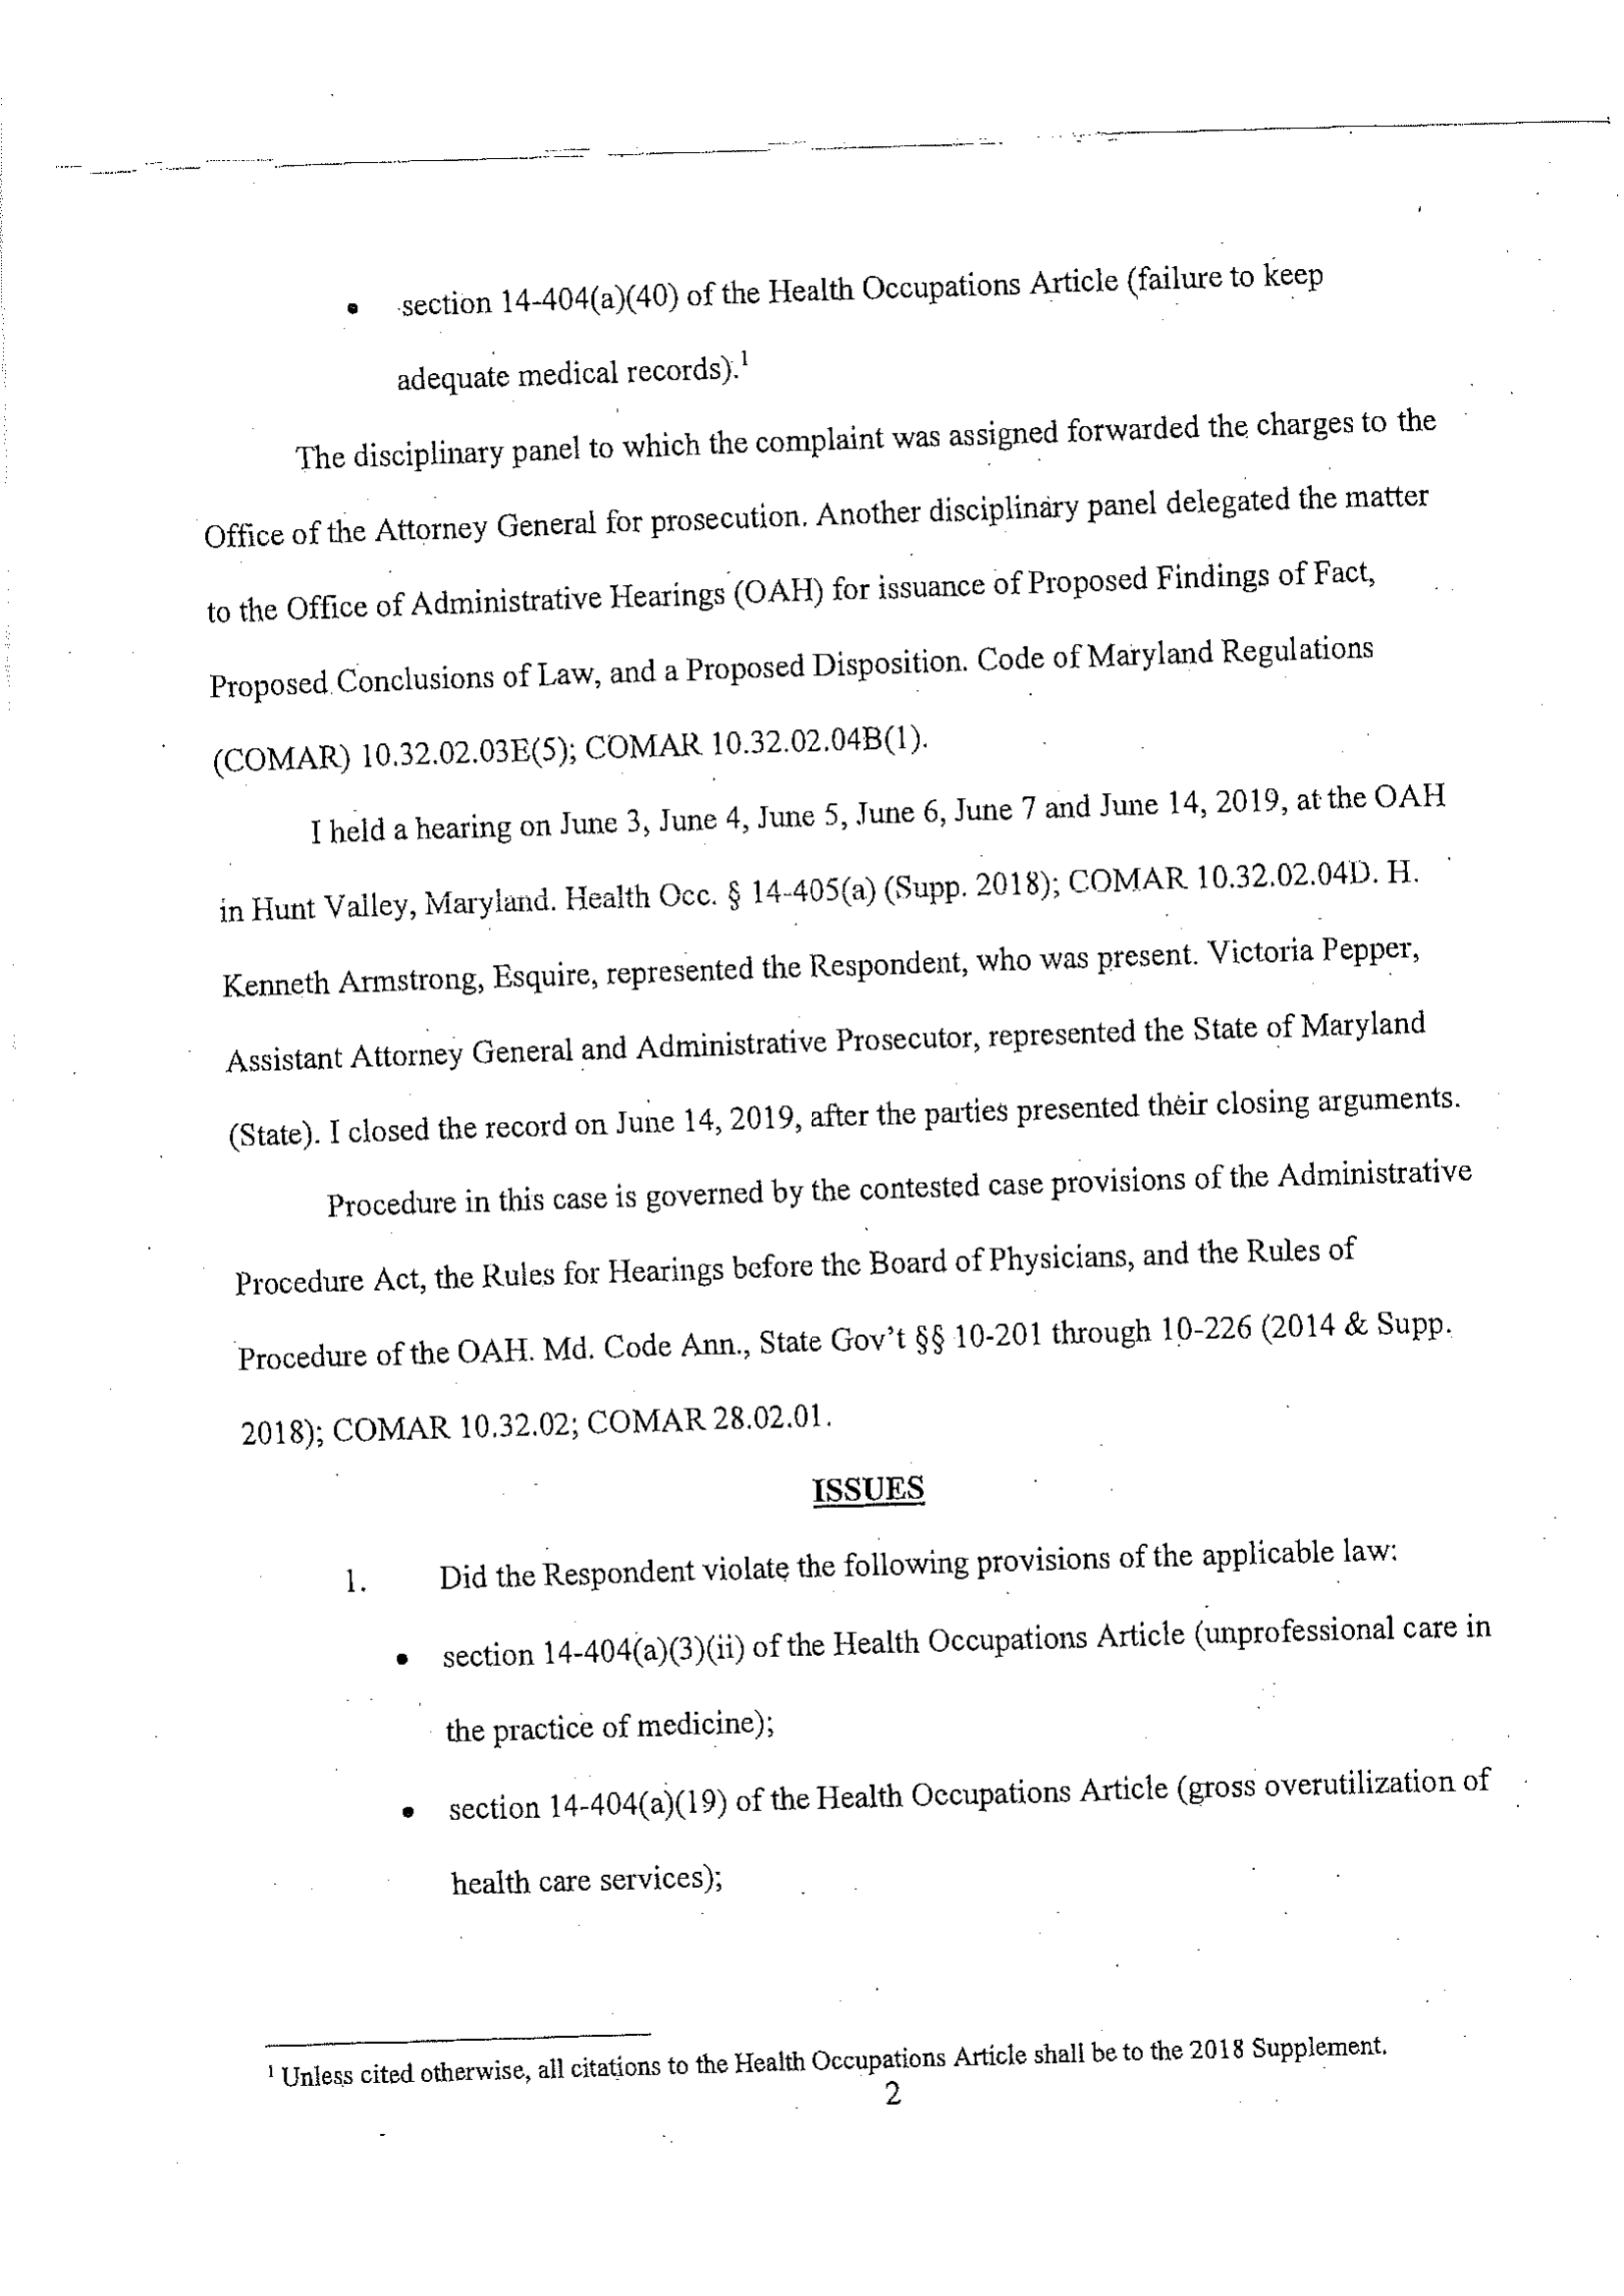 • section 14-404(a)(40) of the Health Occupations Article (failure to keep
adequate medical records).¹
The disciplinary panel to which the complaint was assigned forwarded the charges to the
Office of the Attorney General for prosecution. Another disciplinary panel delegated the matter
to the Office of Administrative Hearings (OAH) for issuance of Proposed Findings of Fact,
Proposed Conclusions of Law, and a Proposed Disposition. Code of Maryland Regulations
(COMAR) 10.32.02.03E(5); COMAR 10.32.02.04B(1).
I held a hearing on June 3, June 4, June 5, June 6, June 7 and June 14, 2019, at the OAH
in Hunt Valley, Maryland. Health Occ. § 14-405(a) (Supp. 2018); COMAR 10.32.02.04D. H.
Kenneth Armstrong, Esquire, represented the Respondent, who was present. Victoria Pepper,
Assistant Attorney General and Administrative Prosecutor, represented the State of Maryland
(State). I closed the record on June 14, 2019, after the parties presented their closing arguments.
Procedure in this case is governed by the contested case provisions of the Administrative
Procedure Act, the Rules for Hearings before the Board of Physicians, and the Rules of
Procedure of the OAH. Md. Code Ann., State Gov't §§ 10-201 through 10-226 (2014 & Supp.
2018); COMAR 10.32.02; COMAR 28.02.01.
ISSUES
1. Did the Respondent violate the following provisions of the applicable law:
• section 14-404(a)(3)(ii) of the Health Occupations Article (unprofessional care in
the practice of medicine);
• section 14-404(a)(19) of the Health Occupations Article (gross overutilization of
health care services);
¹ Unless cited otherwise, all citations to the Health Occupations Article shall be to the 2018 Supplement.
2